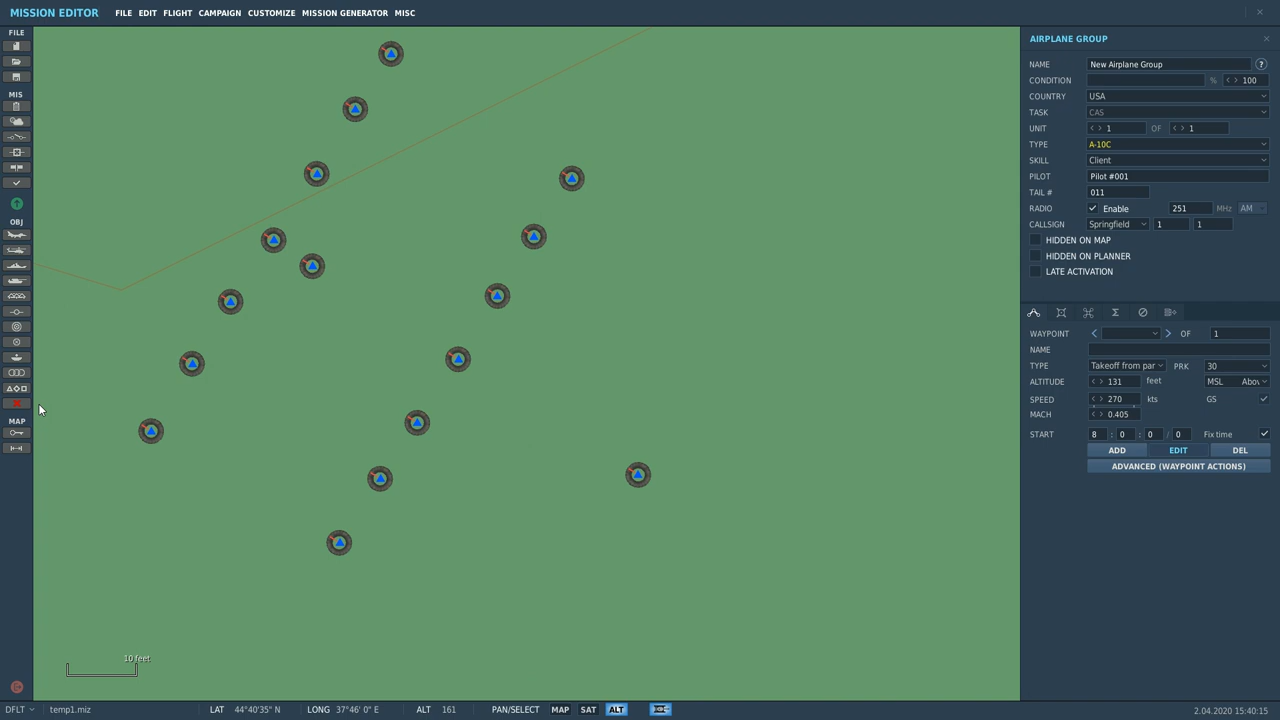 MISSION EDITOR FILE EDIT FLIGHT CAMPAIGN CUSTOMIZE MISSION GENERATOR MISC
FILE
MIS
OBJ
MAP
10 feet
AIRPLANE GROUP
NAME New Airplane Group ?
CONDITION % < > 100
COUNTRY USA
TASK CAS
UNIT < > 1 OF < > 1
TYPE A-10C
SKILL Client
PILOT Pilot #001
TAIL # 011
RADIO Enable 251 MHz AM
CALLSIGN Springfield 1 1
HIDDEN ON MAP
HIDDEN ON PLANNER
LATE ACTIVATION
WAYPOINT < > OF 1
NAME
TYPE Takeoff from par PRK 30
ALTITUDE < > 131 feet MSL Abov
SPEED < > 270 kts GS
MACH < > 0.405
START 8 : 0 : 0 / 0 Fix time
ADD EDIT DEL
ADVANCED (WAYPOINT ACTIONS)
DFLT temp1.miz LAT 44°40'35" N LONG 37°46' 0" E ALT 161 PAN/SELECT MAP SAT ALT 2.04.2020 15:40:15